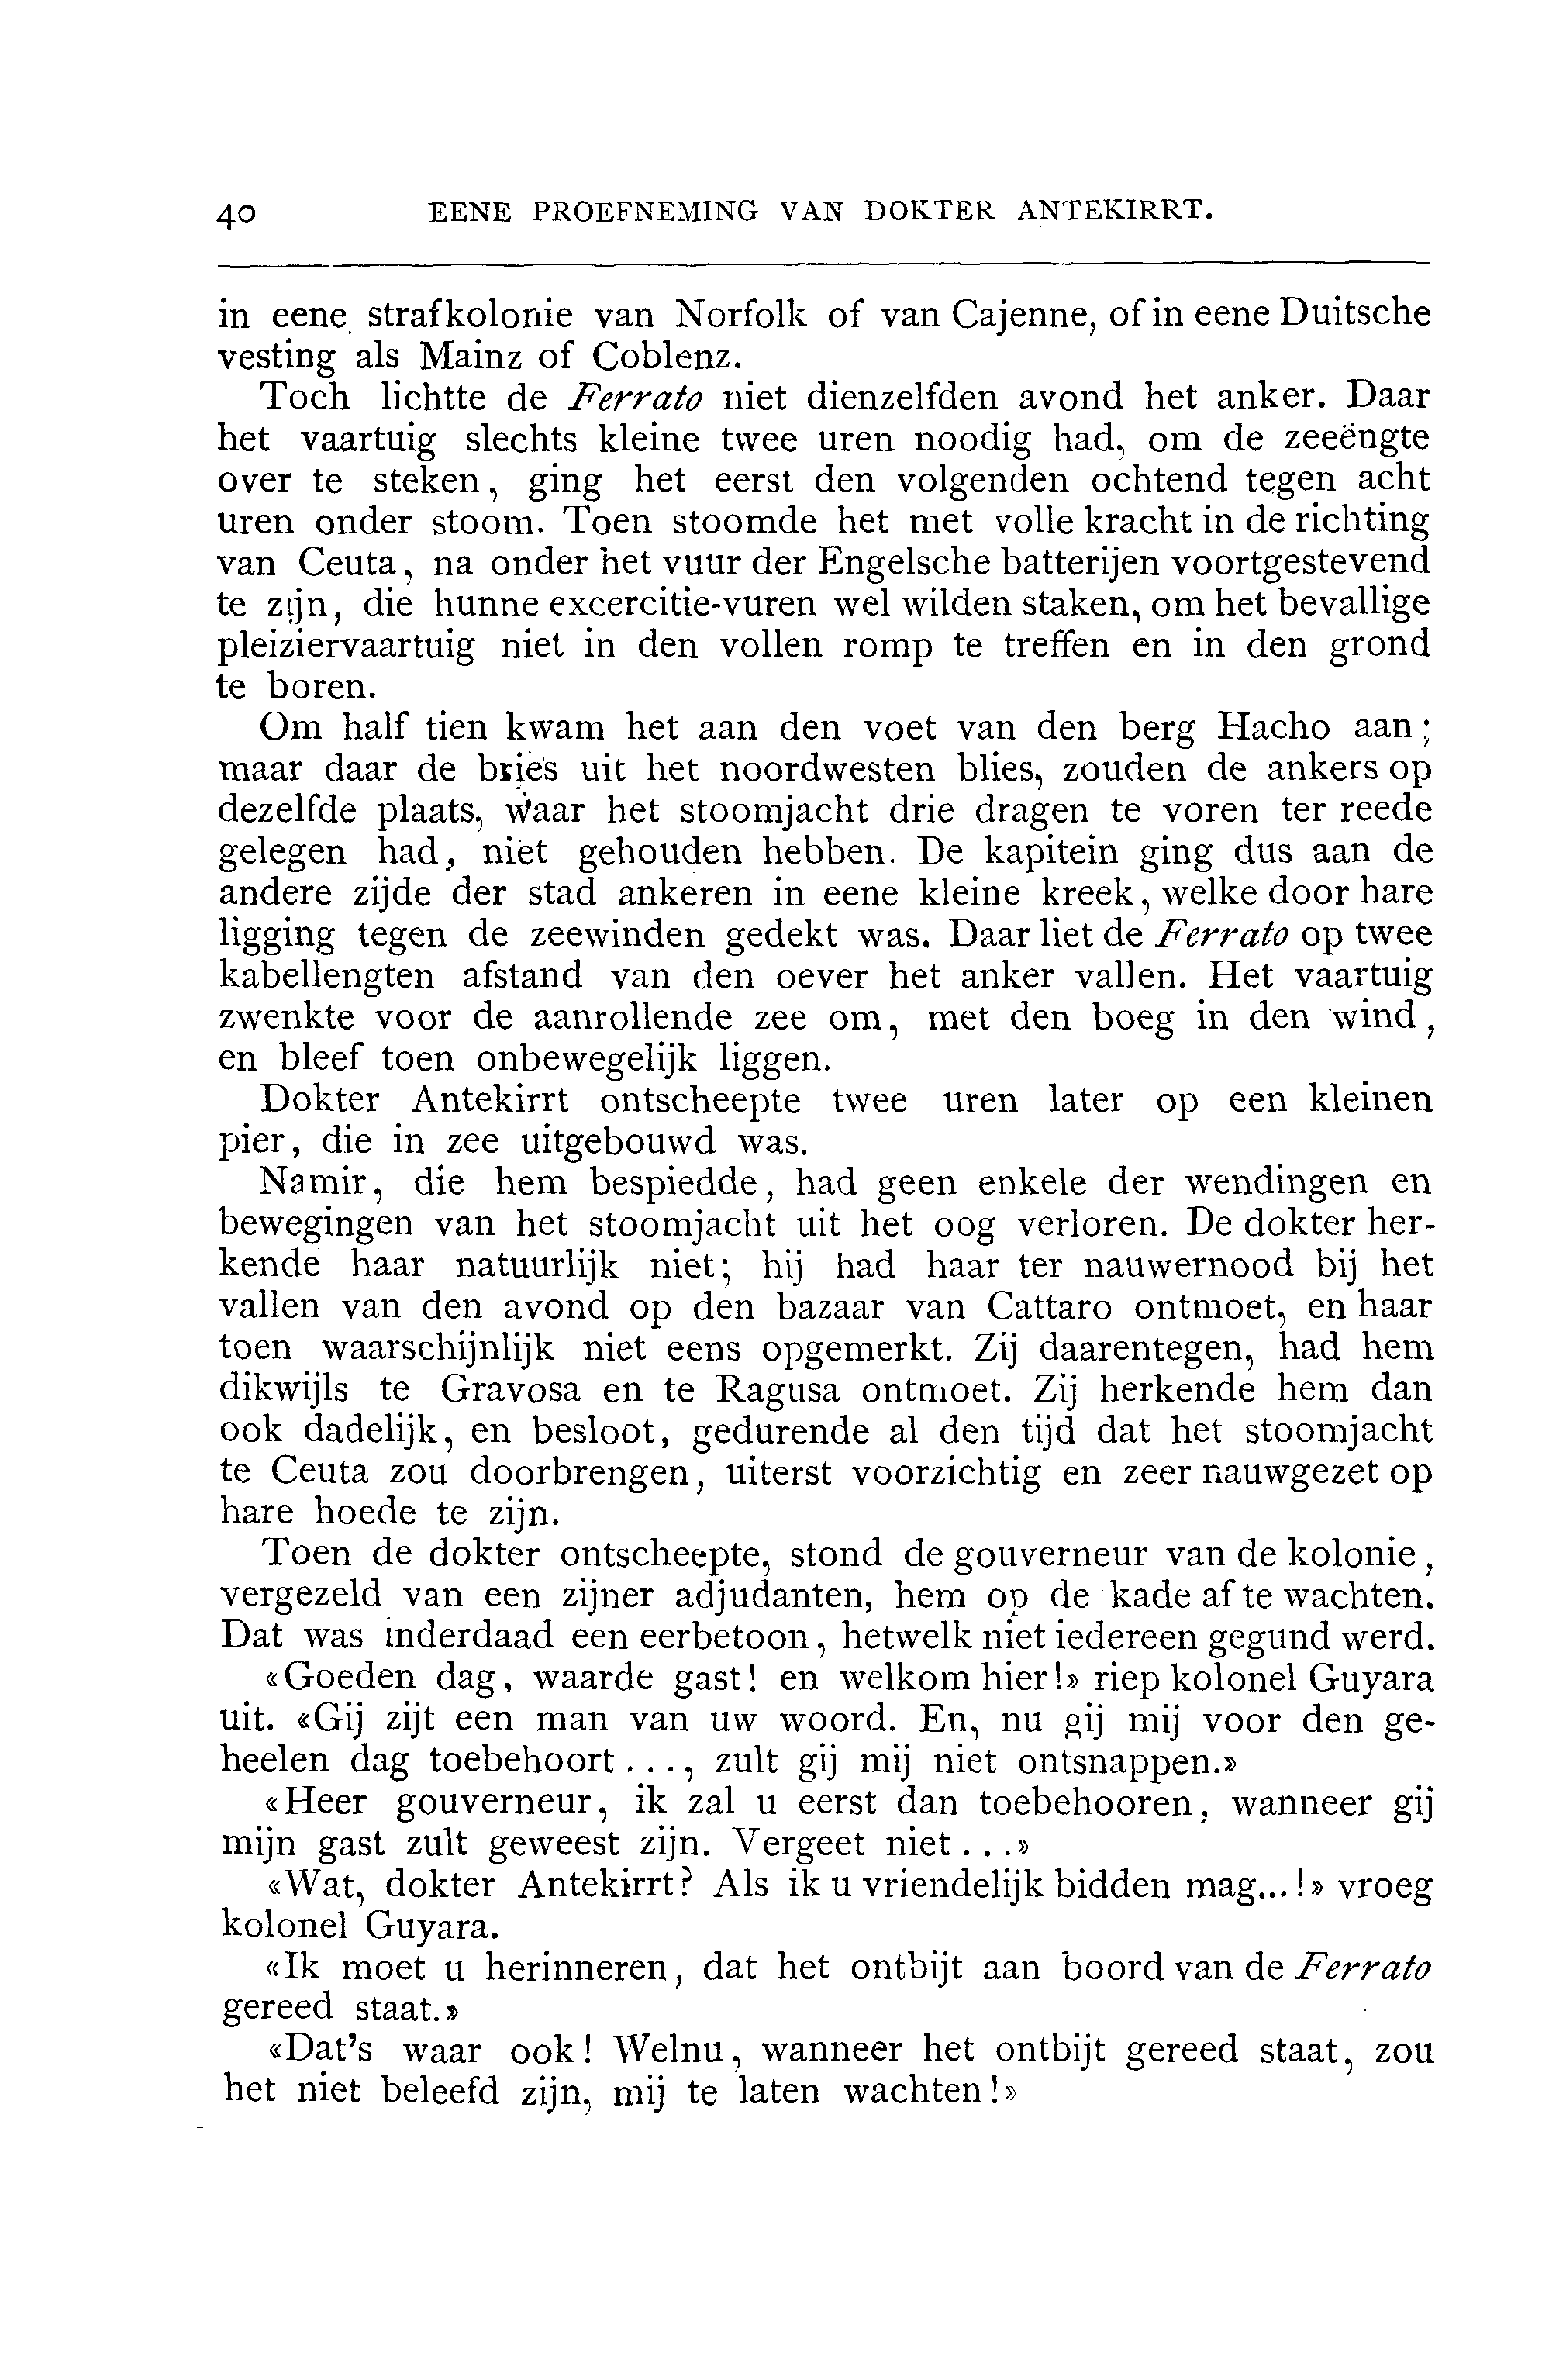 40 EENE PROEFNEMING VAN DOKTER ANTEKIRRT.
in eene strafkolonie van Norfolk of van Cajenne, of in eene Duitsche
vesting als Mainz of Coblenz.
Toch lichtte de Ferrato niet dienzelfden avond het anker. Daar
het vaartuig slechts kleine twee uren noodig had, om de zeeëngte
over te steken, ging het eerst den volgenden ochtend tegen acht
uren onder stoom. Toen stoomde het met volle kracht in de richting
van Ceuta, na onder het vuur der Engelsche batterijen voortgestevend
te zijn, die hunne excercitie-vuren wel wilden staken, om het bevallige
pleiziervaartuig niet in den vollen romp te treffen en in den grond
te boren.
Om half tien kwam het aan den voet van den berg Hacho aan;
maar daar de bries uit het noordwesten blies, zouden de ankers op
dezelfde plaats, waar het stoomjacht drie dragen te voren ter reede
gelegen had, niet gehouden hebben. De kapitein ging dus aan de
andere zijde der stad ankeren in eene kleine kreek, welke door hare
ligging tegen de zeewinden gedekt was. Daar liet de Ferrato op twee
kabellengten afstand van den oever het anker vallen. Het vaartuig
zwenkte voor de aanrollende zee om, met den boeg in den wind,
en bleef toen onbewegelijk liggen.
Dokter Antekirrt ontscheepte twee uren later op een kleinen
pier, die in zee uitgebouwd was.
Namir, die hem bespiedde, had geen enkele der wendingen en
bewegingen van het stoomjacht uit het oog verloren. De dokter her-
kende haar natuurlijk niet; hij had haar ter nauwernood bij het
vallen van den avond op den bazaar van Cattaro ontmoet, en haar
toen waarschijnlijk niet eens opgemerkt. Zij daarentegen, had hem
dikwijls te Gravosa en te Ragusa ontmoet. Zij herkende hem dan
ook dadelijk, en besloot, gedurende al den tijd dat het stoomjacht
te Ceuta zou doorbrengen, uiterst voorzichtig en zeer nauwgezet op
hare hoede te zijn.
Toen de dokter ontscheepte, stond de gouverneur van de kolonie,
vergezeld van een zijner adjudanten, hem op de kade af te wachten.
Dat was inderdaad een eerbetoon, hetwelk niet iedereen gegund werd.
«Goeden dag, waarde gast! en welkom hier!» riep kolonel Guyara
uit. «Gij zijt een man van uw woord. En, nu gij mij voor den ge-
heelen dag toebehoort..., zult gij mij niet ontsnappen.»
«Heer gouverneur, ik zal u eerst dan toebehooren, wanneer gij
mijn gast zult geweest zijn. Vergeet niet...»
«Wat, dokter Antekirrt? Als ik u vriendelijk bidden mag...!» vroeg
kolonel Guyara.
«Ik moet u herinneren, dat het ontbijt aan boord van de Ferrato
gereed staat.»
«Dat's waar ook! Welnu, wanneer het ontbijt gereed staat, zou
het niet beleefd zijn, mij te laten wachten!»